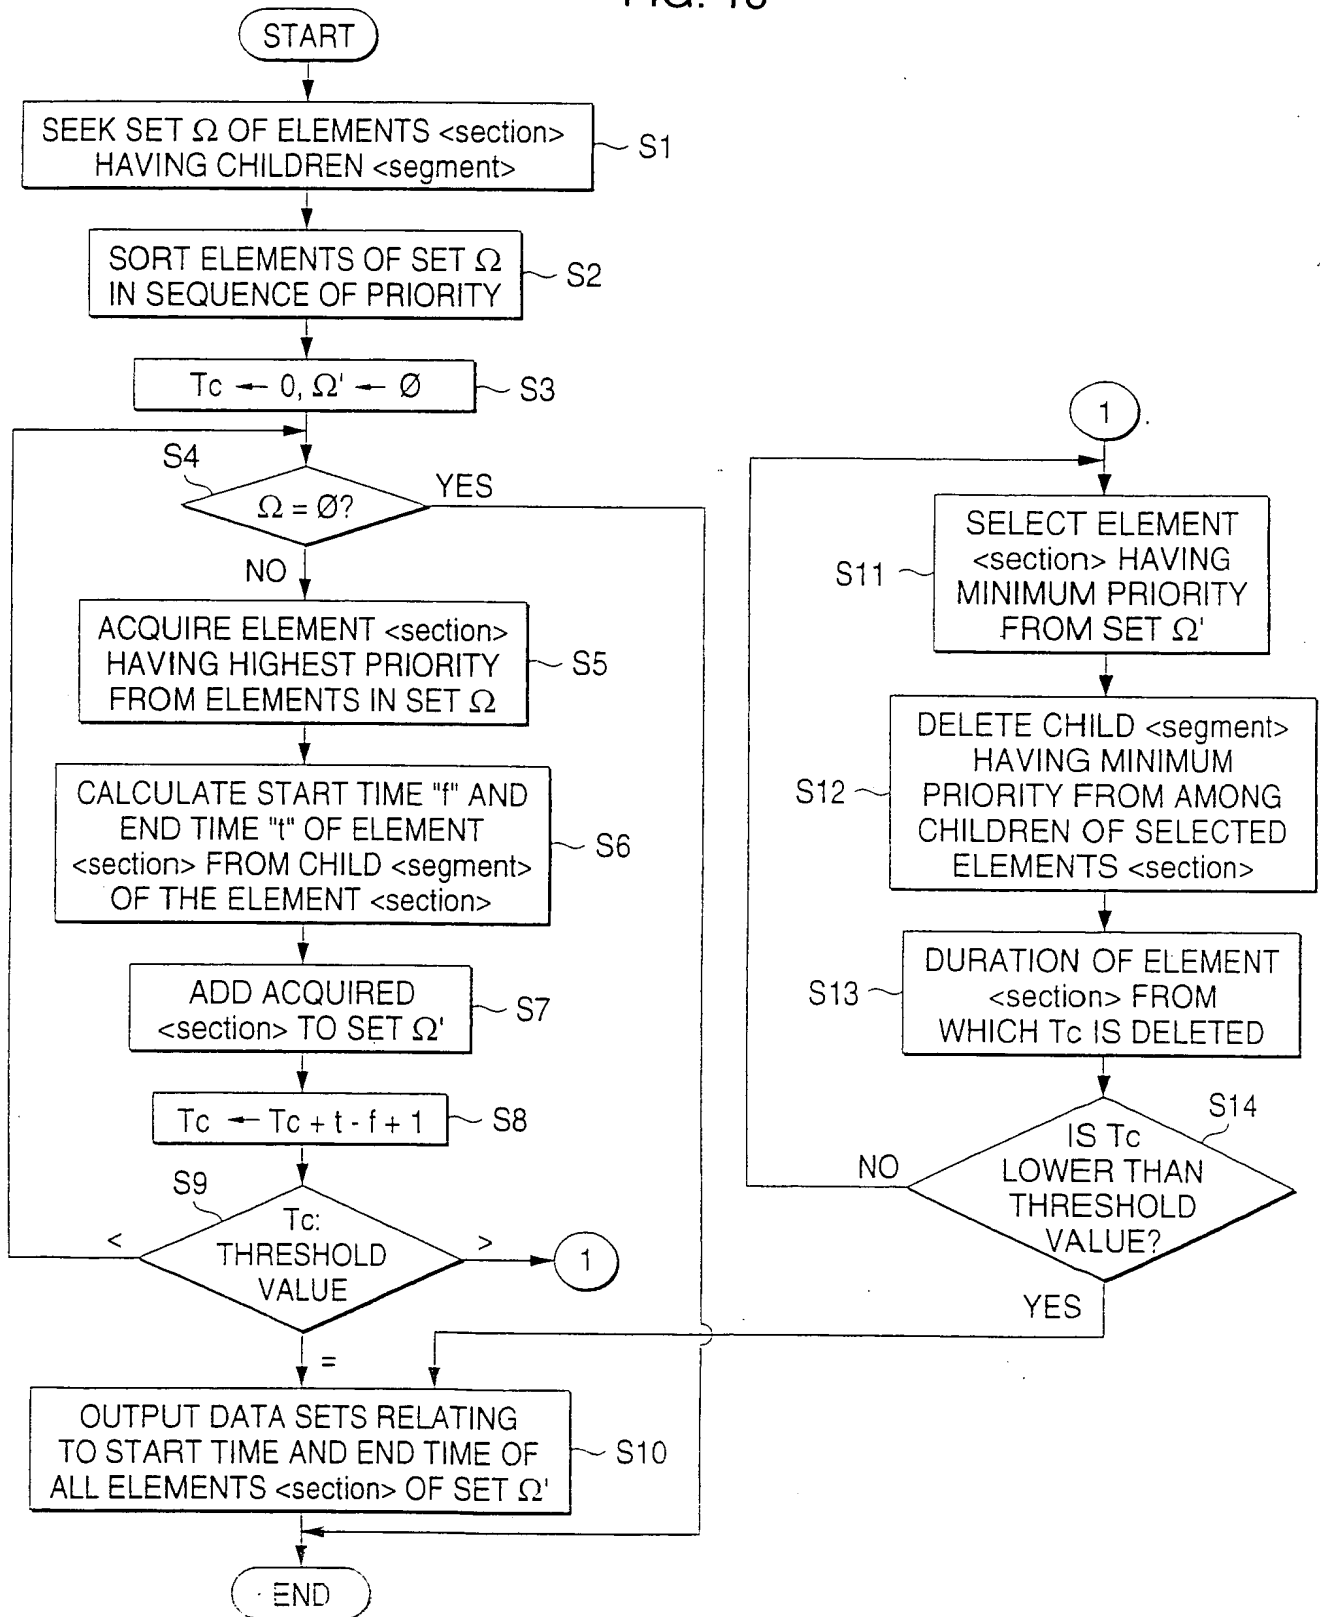 START
SEEK SET Ω OF ELEMENTS <section>
HAVING CHILDREN <segment>
S1
SORT ELEMENTS OF SET Ω
IN SEQUENCE OF PRIORITY
S2
Tc ← 0, Ω' ← Ø
S3
S4
Ω = Ø?
YES
NO
ACQUIRE ELEMENT <section>
HAVING HIGHEST PRIORITY
FROM ELEMENTS IN SET Ω
S5
CALCULATE START TIME "f" AND
END TIME "t" OF ELEMENT
<section> FROM CHILD <segment>
OF THE ELEMENT <section>
S6
ADD ACQUIRED
<section> TO SET Ω'
S7
Tc ← Tc + t - f + 1
S8
S9
Tc:
THRESHOLD
VALUE
<
>
1
=
OUTPUT DATA SETS RELATING
TO START TIME AND END TIME OF
ALL ELEMENTS <section> OF SET Ω'
S10
END
1
SELECT ELEMENT
<section> HAVING
MINIMUM PRIORITY
FROM SET Ω'
S11
DELETE CHILD <segment>
HAVING MINIMUM
PRIORITY FROM AMONG
CHILDREN OF SELECTED
ELEMENTS <section>
S12
DURATION OF ELEMENT
<section> FROM
WHICH Tc IS DELETED
S13
S14
IS Tc
LOWER THAN
THRESHOLD
VALUE?
NO
YES